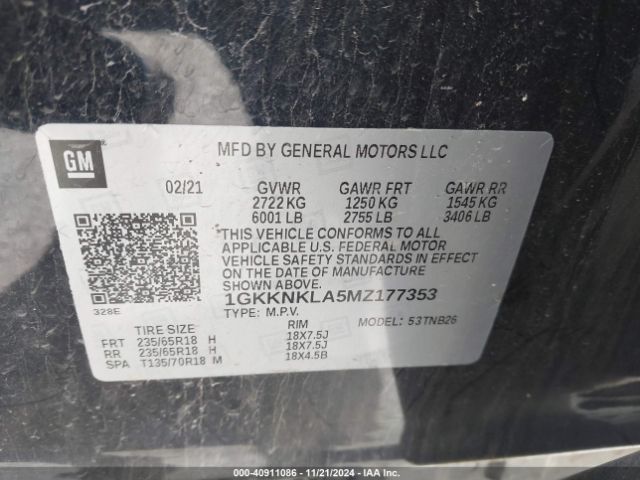 GM
MFD BY GENERAL MOTORS LLC
02/21 GVWR GAWR FRT GAWR RR
2722 KG 1250 KG 1545 KG
6001 LB 2755 LB 3406 LB
THIS VEHICLE CONFORMS TO ALL
APPLICABLE U.S. FEDERAL MOTOR
VEHICLE SAFETY STANDARDS IN EFFECT
ON THE DATE OF MANUFACTURE
SHOWN ABOVE.
1GKKNKLA5MZ177353
328E
TYPE: M.P.V. MODEL: 53TNB26
TIRE SIZE RIM
FRT 235/65R18 H 18X7.5J
RR 235/65R18 H 18X7.5J
SPA T135/70R18 M 18X4.5B
000-40911086 - 11/21/2024 - IAA Inc.